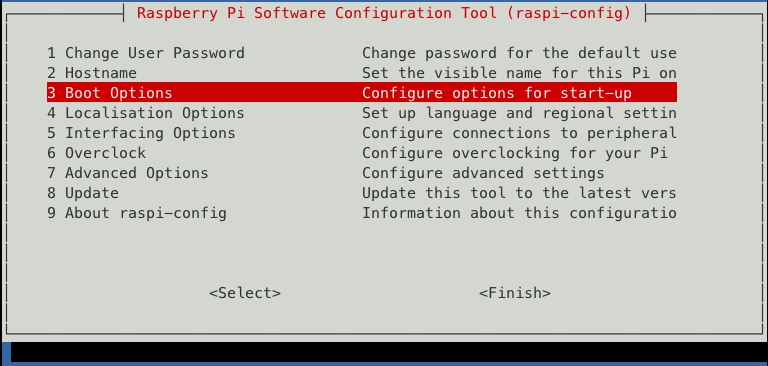 Raspberry Pi Software Configuration Tool (raspi-config)
1 Change User Password Change password for the default use
2 Hostname Set the visible name for this Pi on
3 Boot Options Configure options for start-up
4 Localisation Options Set up language and regional settin
5 Interfacing Options Configure connections to peripheral
6 Overclock Configure overclocking for your Pi
7 Advanced Options Configure advanced settings
8 Update Update this tool to the latest vers
9 About raspi-config Information about this configuratio
<Select> <Finish>